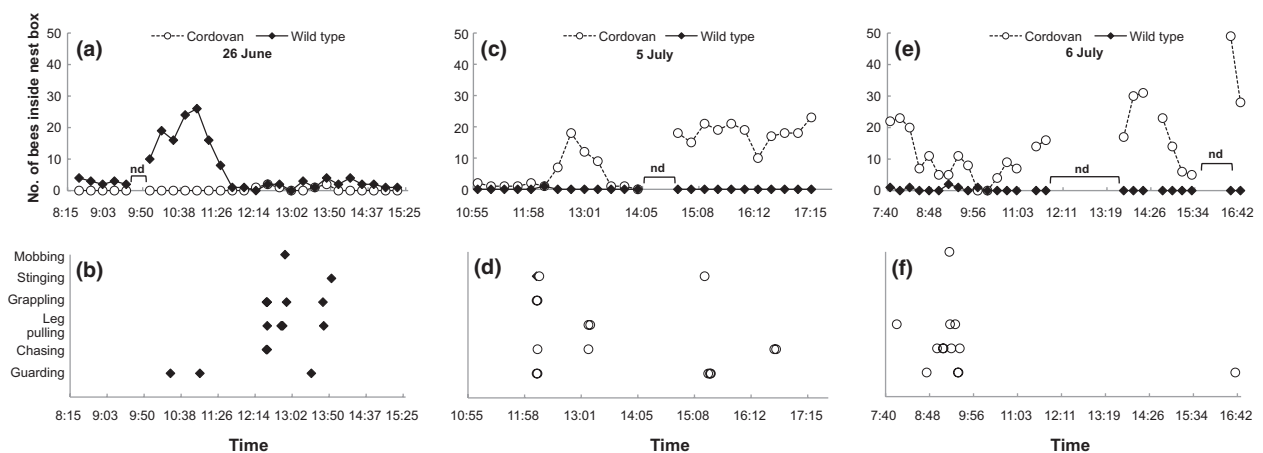 No. of bees inside nest box
(a)
Cordovan Wild type
26 June
50
40
30
20
10
0
nd
8:15 9:03 9:50 10:38 11:26 12:14 13:02 13:50 14:37 15:25
(c)
Cordovan Wild type
5 July
50
40
30
20
10
0
nd
10:55 11:58 13:01 14:05 15:08 16:12 17:15
(e)
Cordovan Wild type
6 July
50
40
30
20
10
0
nd
nd
7:40 8:48 9:56 11:03 12:11 13:19 14:26 15:34 16:42
(b)
Mobbing
Stinging
Grappling
Leg
pulling
Chasing
Guarding
8:15 9:03 9:50 10:38 11:26 12:14 13:02 13:50 14:37 15:25
Time
(d)
10:55 11:58 13:01 14:05 15:08 16:12 17:15
Time
(f)
7:40 8:48 9:56 11:03 12:11 13:19 14:26 15:34 16:42
Time